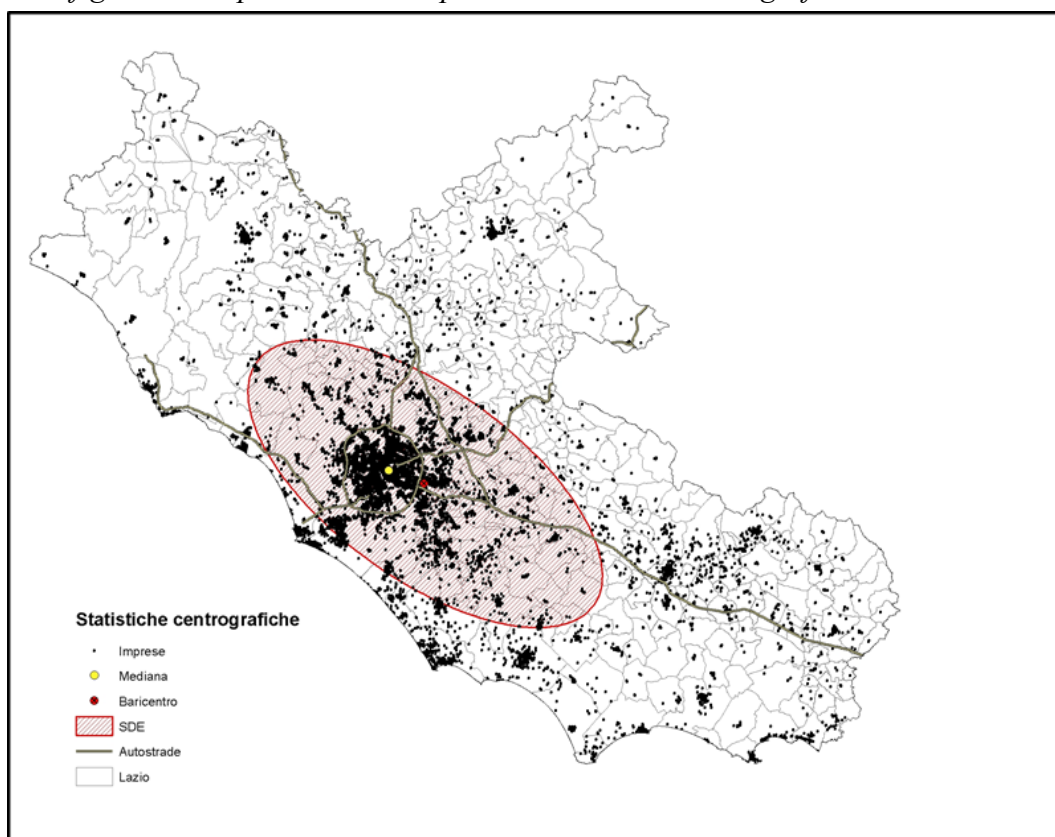 Statistiche centrografiche
Imprese
Mediana
Baricentro
SDE
Autostrade
Lazio